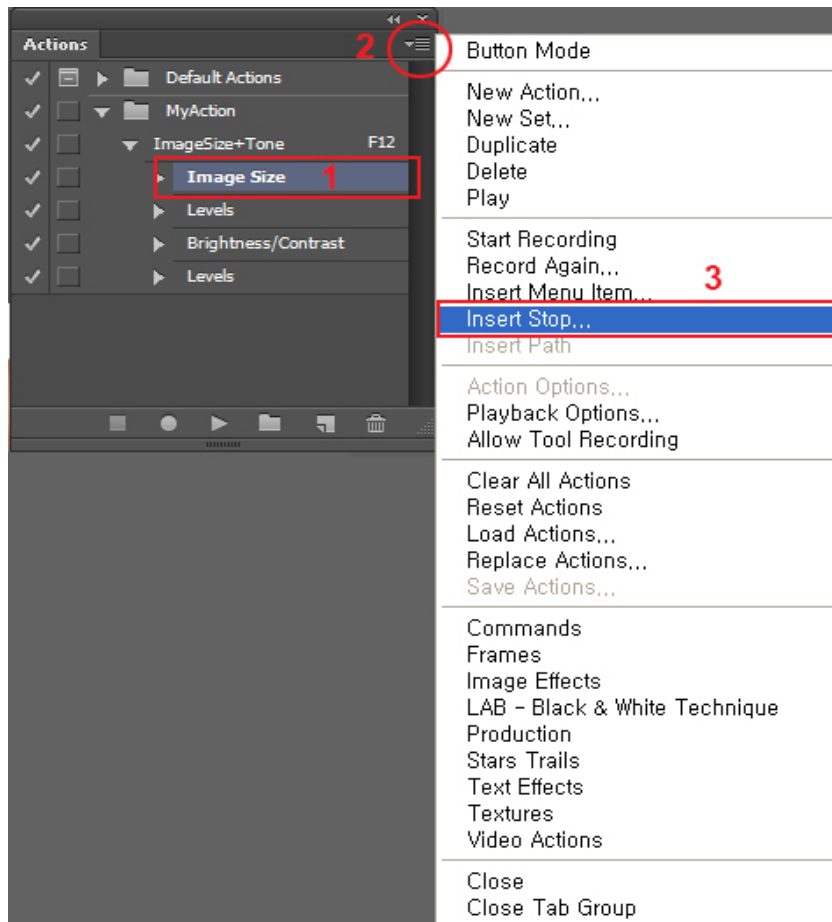 Actions
2
Default Actions
MyAction
ImageSize+Tone F12
Image Size 1
Levels
Brightness/Contrast
Levels
Button Mode
New Action...
New Set...
Duplicate
Delete
Play
Start Recording
Record Again...
Insert Menu Item...
3
Insert Stop...
Insert Path
Action Options...
Playback Options...
Allow Tool Recording
Clear All Actions
Reset Actions
Load Actions...
Replace Actions...
Save Actions...
Commands
Frames
Image Effects
LAB - Black & White Technique
Production
Stars Trails
Text Effects
Textures
Video Actions
Close
Close Tab Group